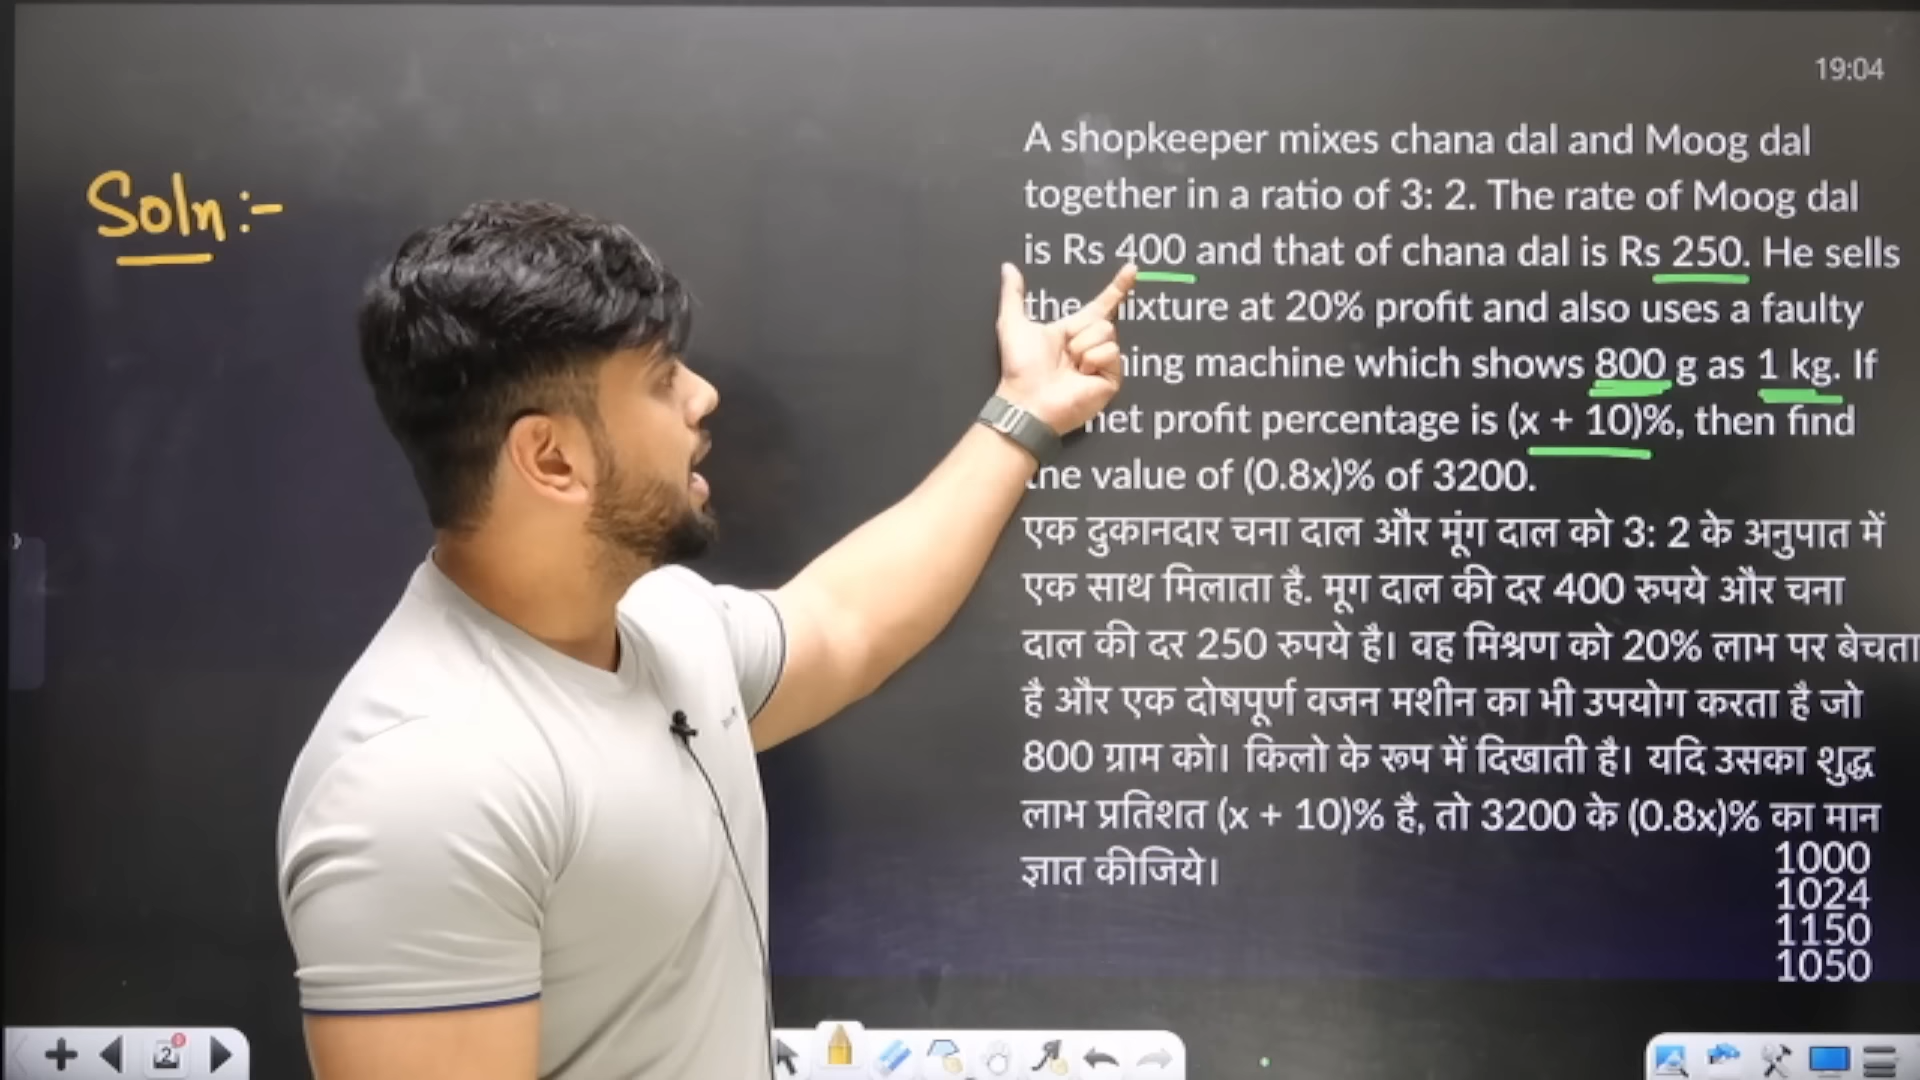 19:04
Soln :-
A shopkeeper mixes chana dal and Moog dal
together in a ratio of 3: 2. The rate of Moog dal
is Rs 400 and that of chana dal is Rs 250. He sells
the mixture at 20% profit and also uses a faulty
machine which shows 800 g as 1 kg. If
net profit percentage is (x + 10)%, then find
the value of (0.8x)% of 3200.
एक दुकानदार चना दाल और मूंग दाल को 3: 2 के अनुपात में
एक साथ मिलाता है. मूग दाल की दर 400 रुपये और चना
दाल की दर 250 रुपये है। वह मिश्रण को 20% लाभ पर बेचता
है और एक दोषपूर्ण वजन मशीन का भी उपयोग करता है जो
800 ग्राम को। किलो के रूप में दिखाती है। यदि उसका शुद्ध
लाभ प्रतिशत (x + 10)% है, तो 3200 के (0.8x)% का मान
ज्ञात कीजिये।
1000
1024
1150
1050
2